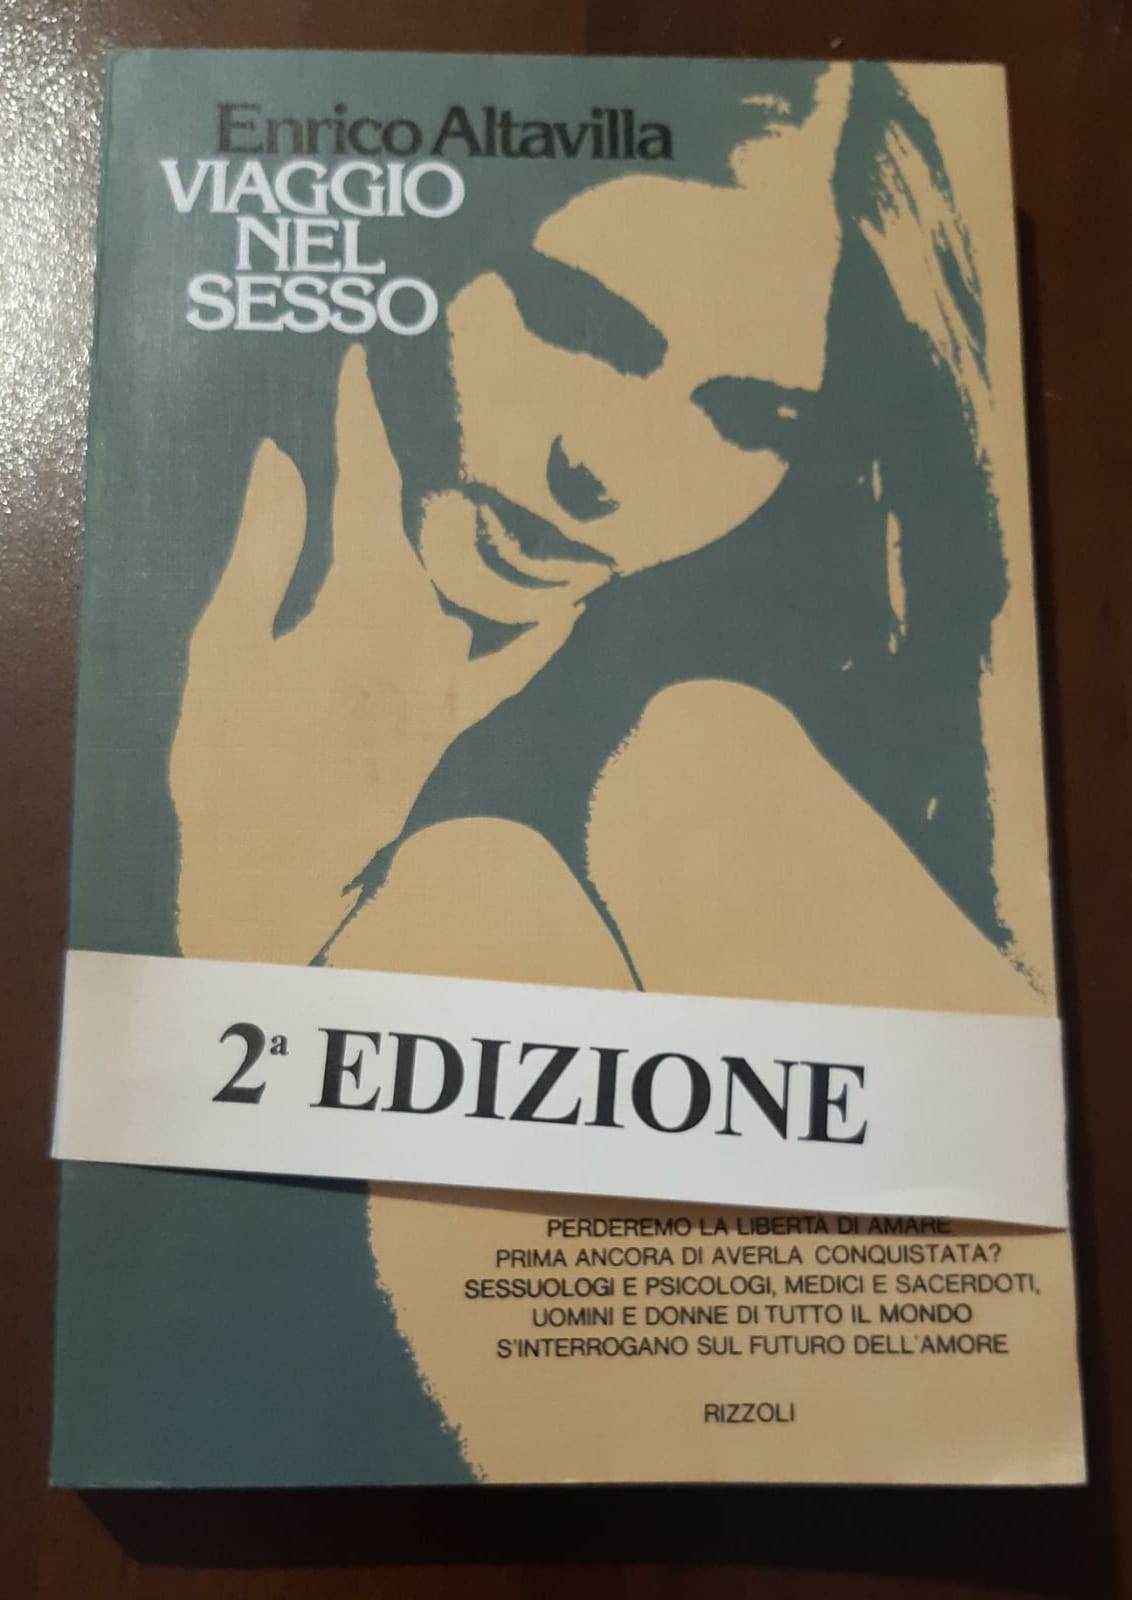 Enrico Altavilla
VIAGGIO
NEL
SESSO
2ª EDIZIONE
PERDEREMO LA LIBERTÀ DI AMARE
PRIMA ANCORA DI AVERLA CONQUISTATA?
SESSUOLOGI E PSICOLOGI, MEDICI E SACERDOTI,
UOMINI E DONNE DI TUTTO IL MONDO
S'INTERROGANO SUL FUTURO DELL'AMORE
RIZZOLI